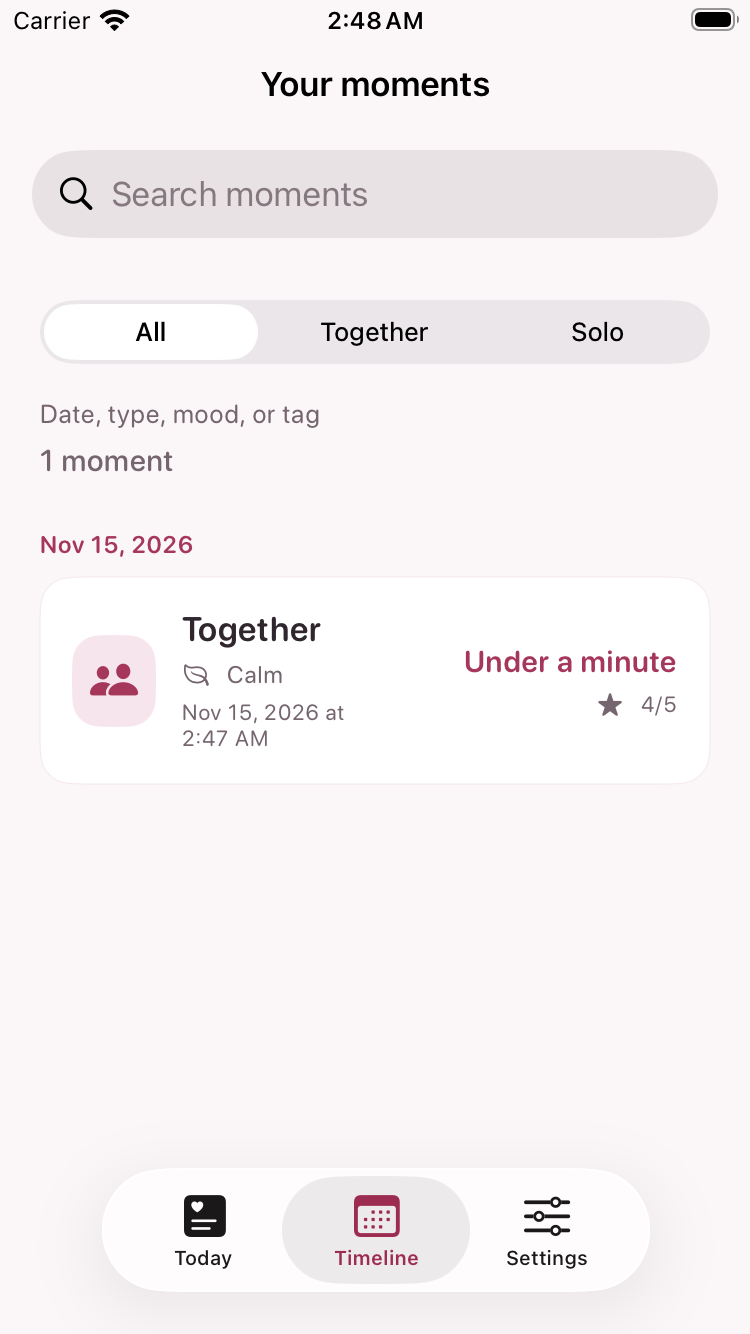 Carrier 2:48 AM
Your moments
Search moments
All Together Solo
Date, type, mood, or tag
1 moment
Nov 15, 2026
Together
Calm
Nov 15, 2026 at
2:47 AM
Under a minute
4/5
Today Timeline Settings